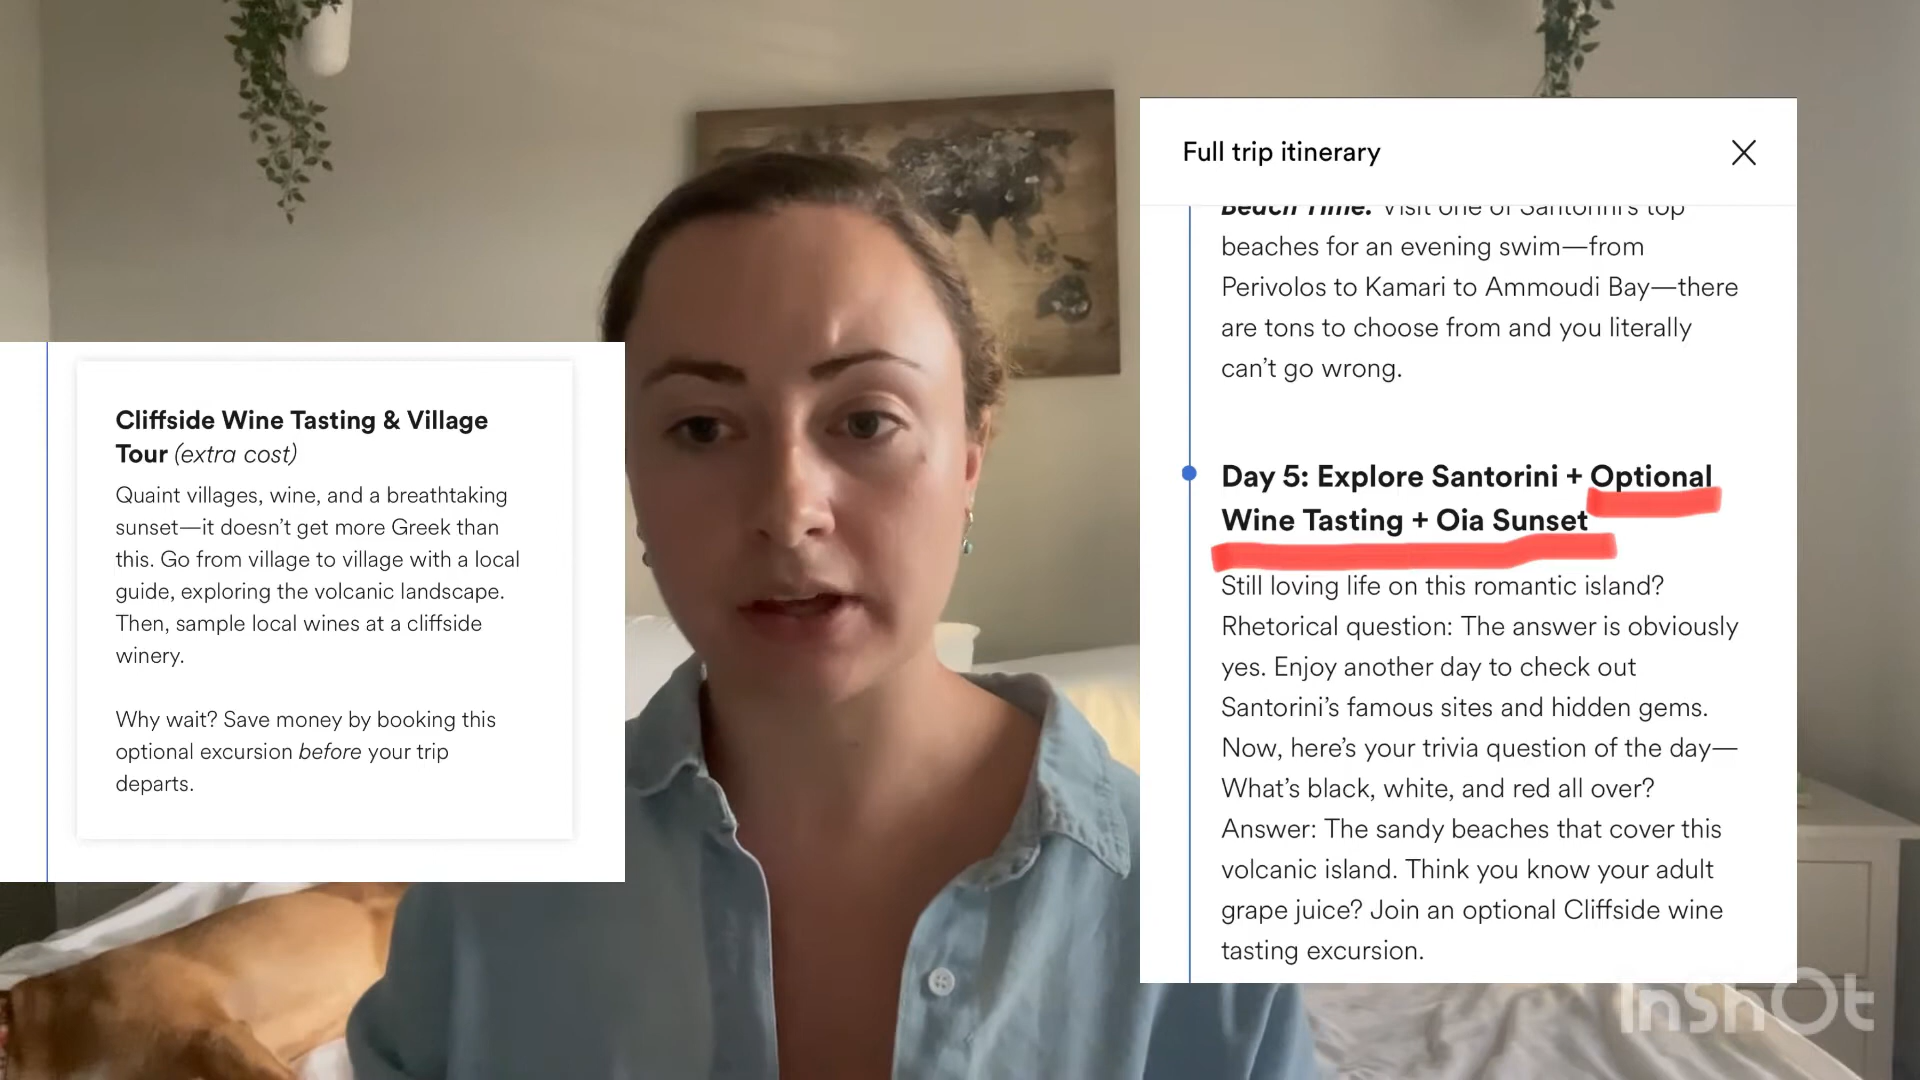 Cliffside Wine Tasting & Village
Tour (extra cost)
Quaint villages, wine, and a breathtaking
sunset—it doesn't get more Greek than
this. Go from village to village with a local
guide, exploring the volcanic landscape.
Then, sample local wines at a cliffside
winery.
Why wait? Save money by booking this
optional excursion before your trip
departs.
Full trip itinerary
Beach Time: Visit one of Santorini's top
beaches for an evening swim—from
Perivolos to Kamari to Ammoudi Bay—there
are tons to choose from and you literally
can't go wrong.
Day 5: Explore Santorini + Optional
Wine Tasting + Oia Sunset
Still loving life on this romantic island?
Rhetorical question: The answer is obviously
yes. Enjoy another day to check out
Santorini's famous sites and hidden gems.
Now, here's your trivia question of the day—
What's black, white, and red all over?
Answer: The sandy beaches that cover this
volcanic island. Think you know your adult
grape juice? Join an optional Cliffside wine
tasting excursion.
InShOt